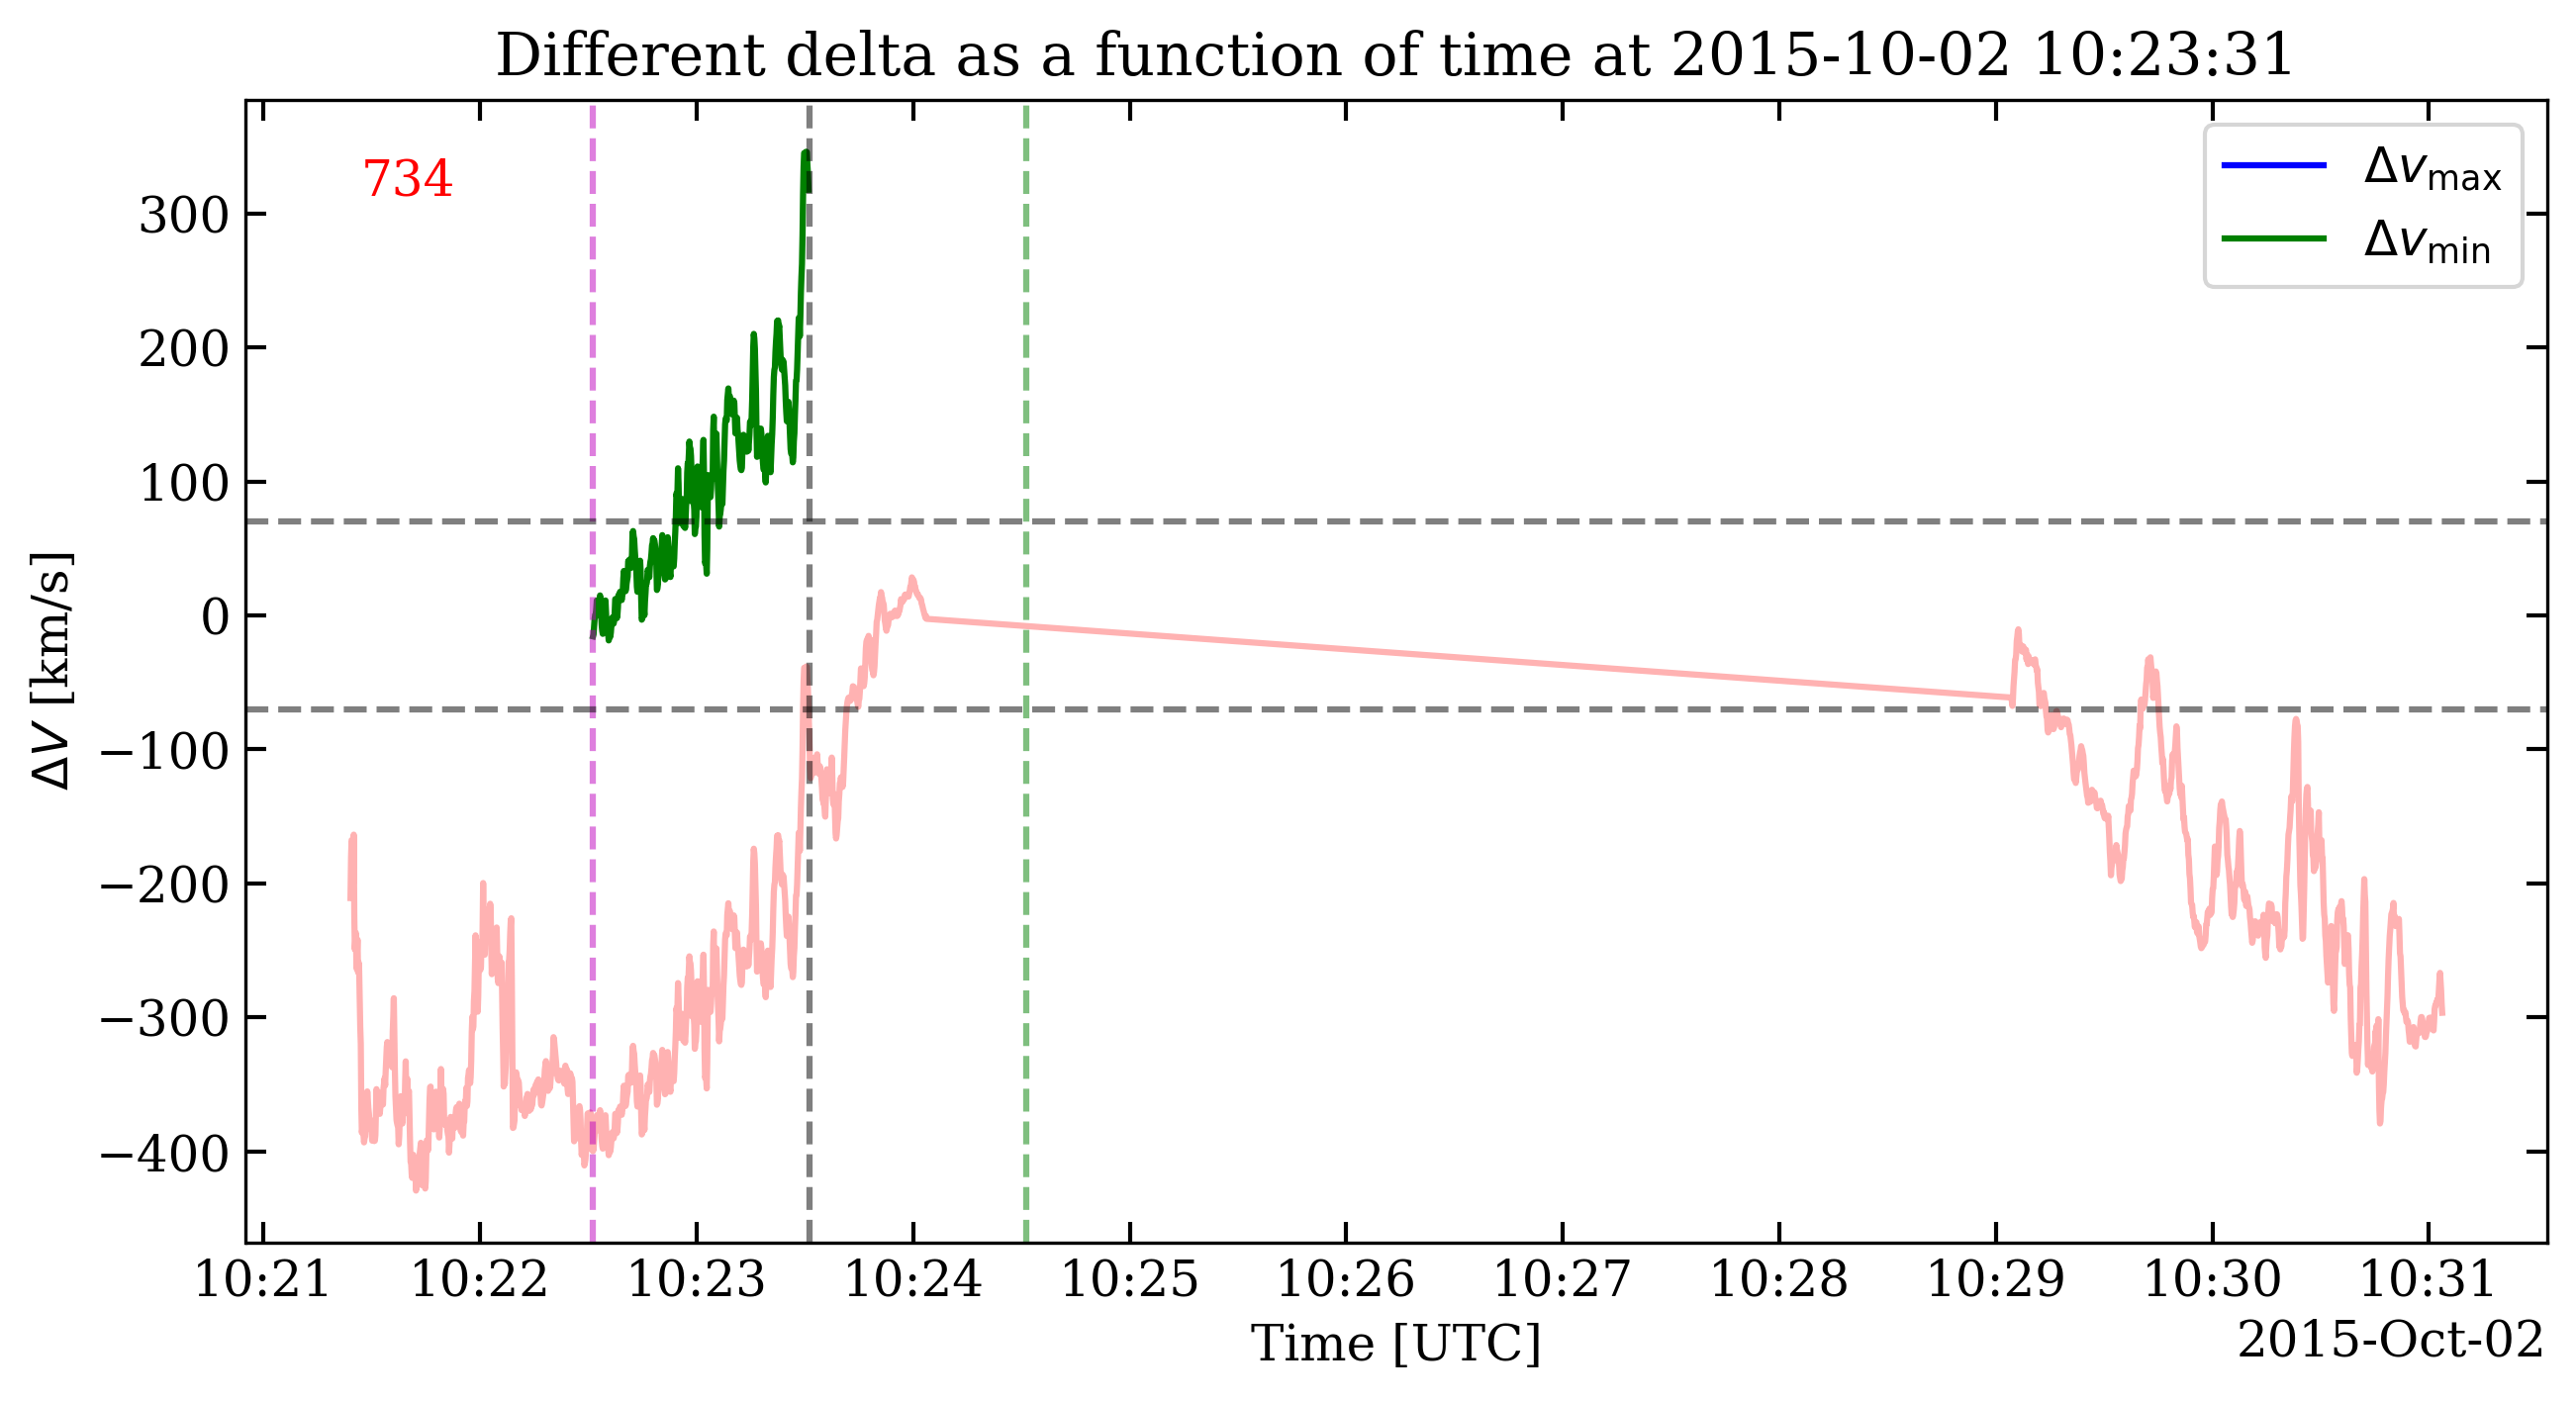 Different delta as a function of time at 2015-10-02 10:23:31
734
Δv_max
Δv_min
ΔV [km/s]
300
200
100
0
−100
−200
−300
−400
10:21 10:22 10:23 10:24 10:25 10:26 10:27 10:28 10:29 10:30 10:31
Time [UTC]
2015-Oct-02